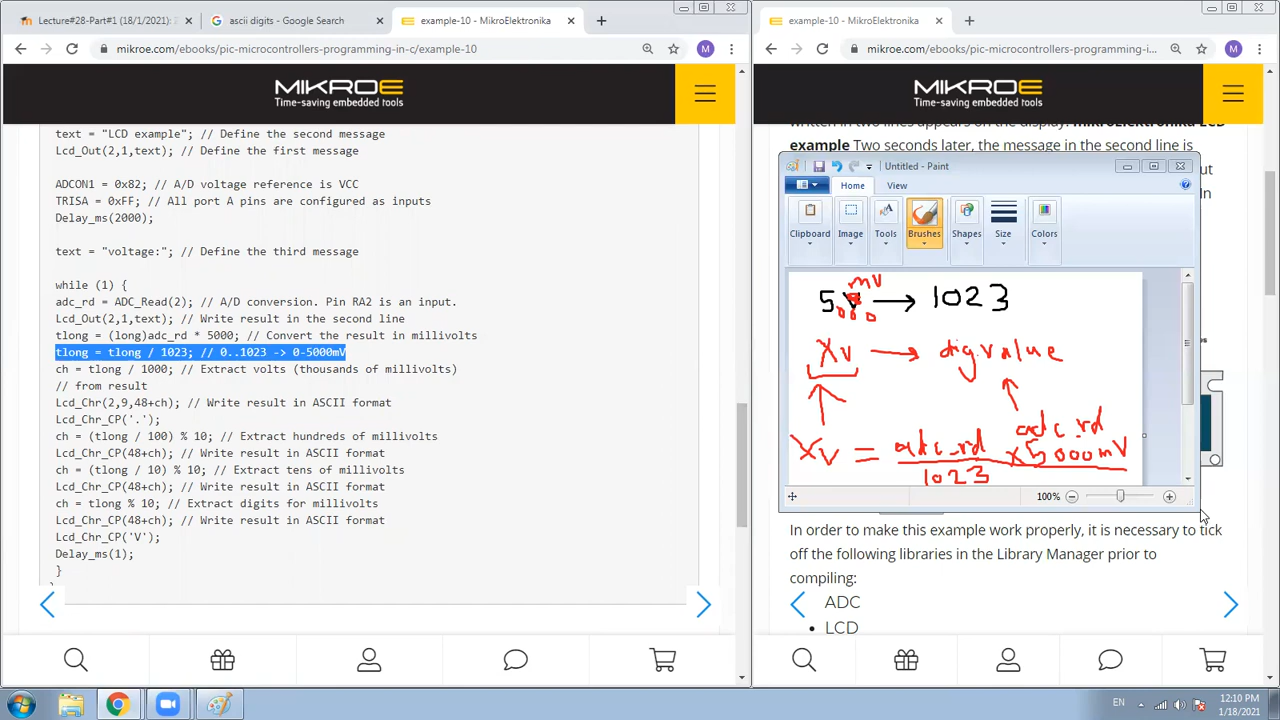 Lecture#28-Part#1 (18/1/2021):
ascii digits - Google Search
example-10 - MikroElektronika
mikroe.com/ebooks/pic-microcontrollers-programming-in-c/example-10
M
MIKROE
Time-saving embedded tools
text = "LCD example"; // Define the second message
Lcd_Out(2,1,text); // Define the first message
ADCON1 = 0x82; // A/D voltage reference is VCC
TRISA = 0xFF; // All port A pins are configured as inputs
Delay_ms(2000);
text = "voltage:"; // Define the third message
while (1) {
adc_rd = ADC_Read(2); // A/D conversion. Pin RA2 is an input.
Lcd_Out(2,1,text); // Write result in the second line
tlong = (long)adc_rd * 5000; // Convert the result in millivolts
tlong = tlong / 1023; // 0..1023 -> 0-5000mV
ch = tlong / 1000; // Extract volts (thousands of millivolts)
// from result
Lcd_Chr(2,9,48+ch); // Write result in ASCII format
Lcd_Chr_CP('.');
ch = (tlong / 100) % 10; // Extract hundreds of millivolts
Lcd_Chr_CP(48+ch); // Write result in ASCII format
ch = (tlong / 10) % 10; // Extract tens of millivolts
Lcd_Chr_CP(48+ch); // Write result in ASCII format
ch = tlong % 10; // Extract digits for millivolts
Lcd_Chr_CP(48+ch); // Write result in ASCII format
Lcd_Chr_CP('V');
Delay_ms(1);
}
example-10 - MikroElektronika
mikroe.com/ebooks/pic-microcontrollers-programming-i...
M
MIKROE
Time-saving embedded tools
written in two lines appears on the display: mikroElektronika LCD
example Two seconds later, the message in the second line is
Untitled - Paint
Home View
Clipboard Image Tools Brushes Shapes Size Colors
mV
5 000 → 1023
Xv → dig.value
adc_rd
Xv = adc_rd x 5000mV
1023
100%
In order to make this example work properly, it is necessary to tick
off the following libraries in the Library Manager prior to
compiling:
ADC
LCD
EN
12:10 PM
1/18/2021